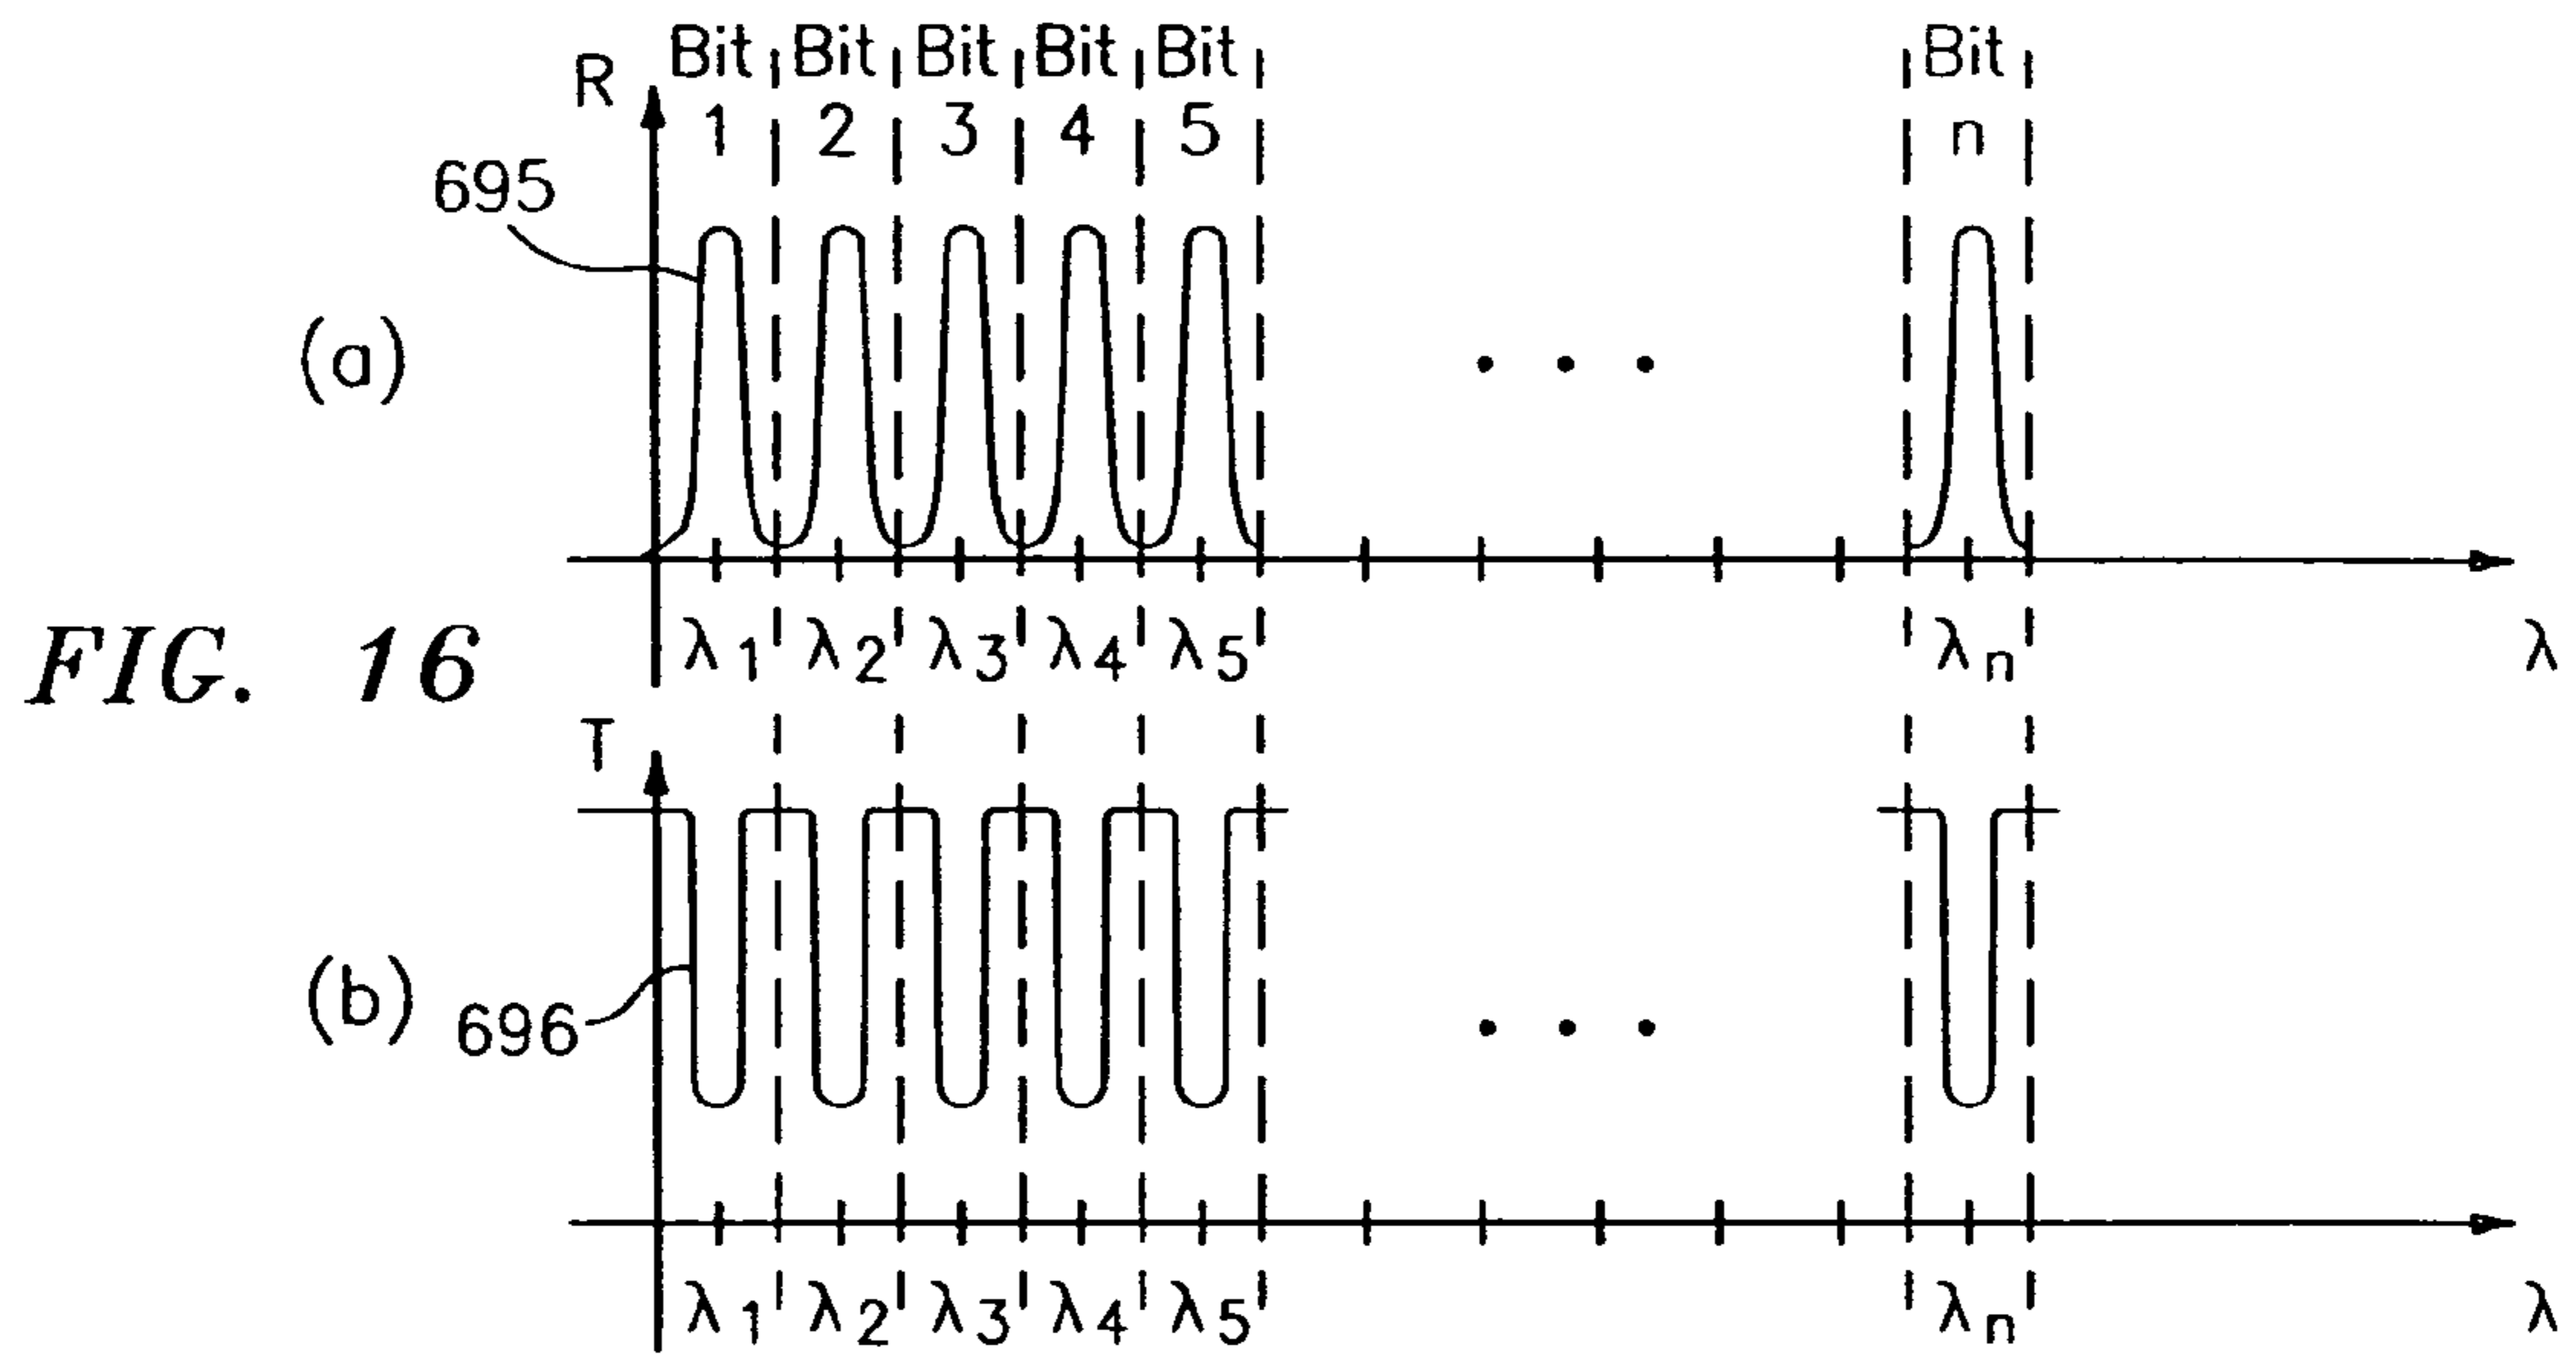 R
Bit 1
Bit 2
Bit 3
Bit 4
Bit 5
Bit n
695
(a)
λ1 λ2 λ3 λ4 λ5 . . . λn λ
FIG. 16
T
(b)
696
. . .
λ1 λ2 λ3 λ4 λ5 λn λ